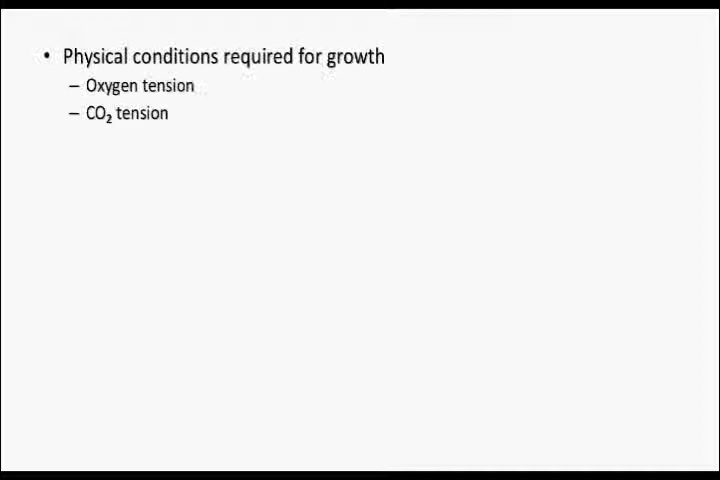 • Physical conditions required for growth
– Oxygen tension
– CO₂ tension